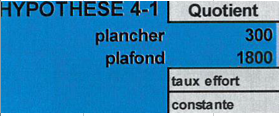 HYPOTHESE 4-1 Quotient
plancher 300
plafond 1800
taux effort
constante